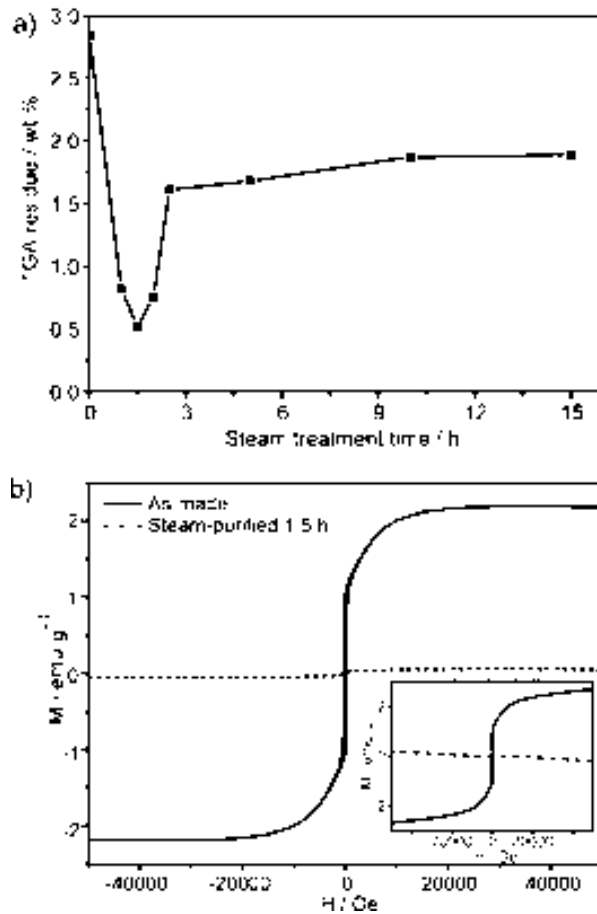 a)
3.0
2.5
2.0
1.5
1.0
0.5
0.0
TGA residue / wt %
0 3 6 9 12 15
Steam treatment time / h
b)
As made
Steam-purified 1.5 h
2
1
0
-1
-2
M / emu g⁻¹
-40000 -20000 0 20000 40000
H / Oe